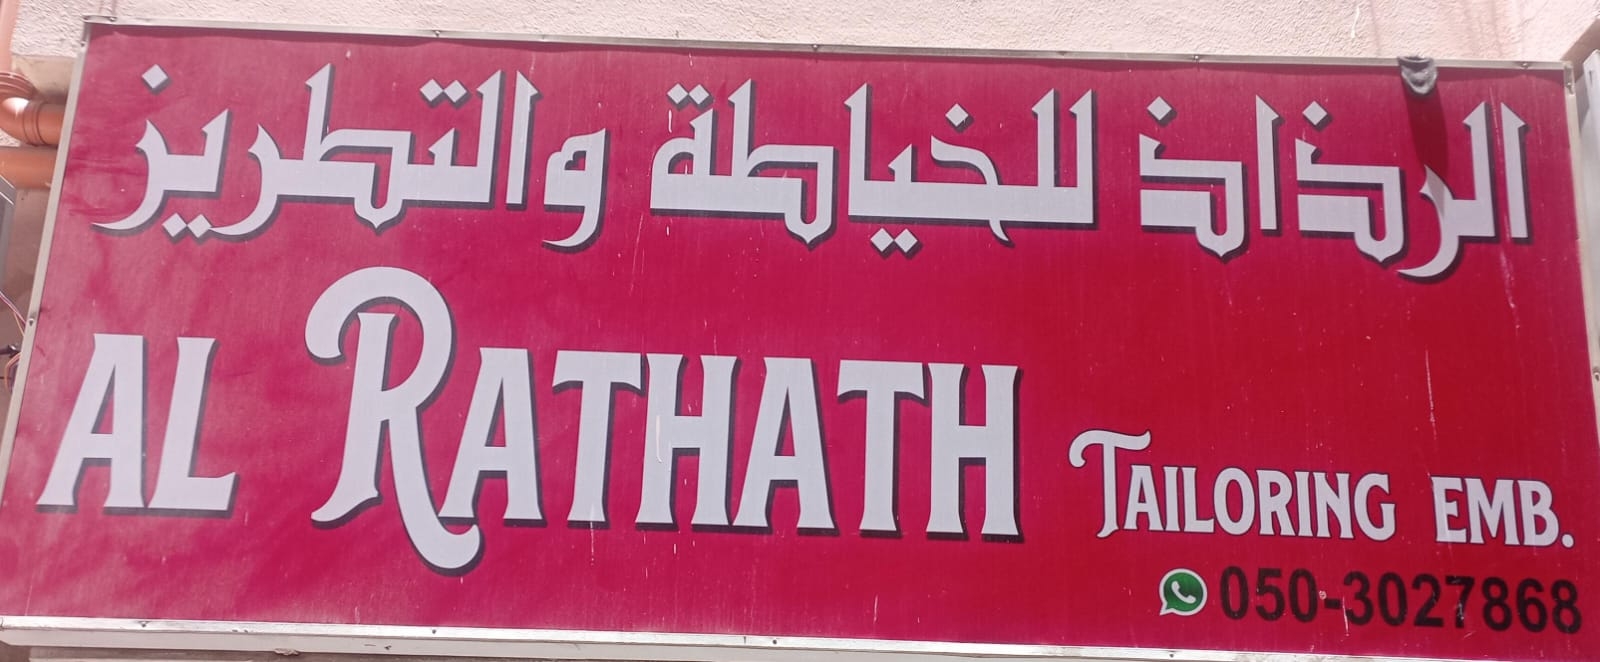 الرذاذ للخياطة والتطريز
AL RATHATH TAILORING EMB.
050-3027868